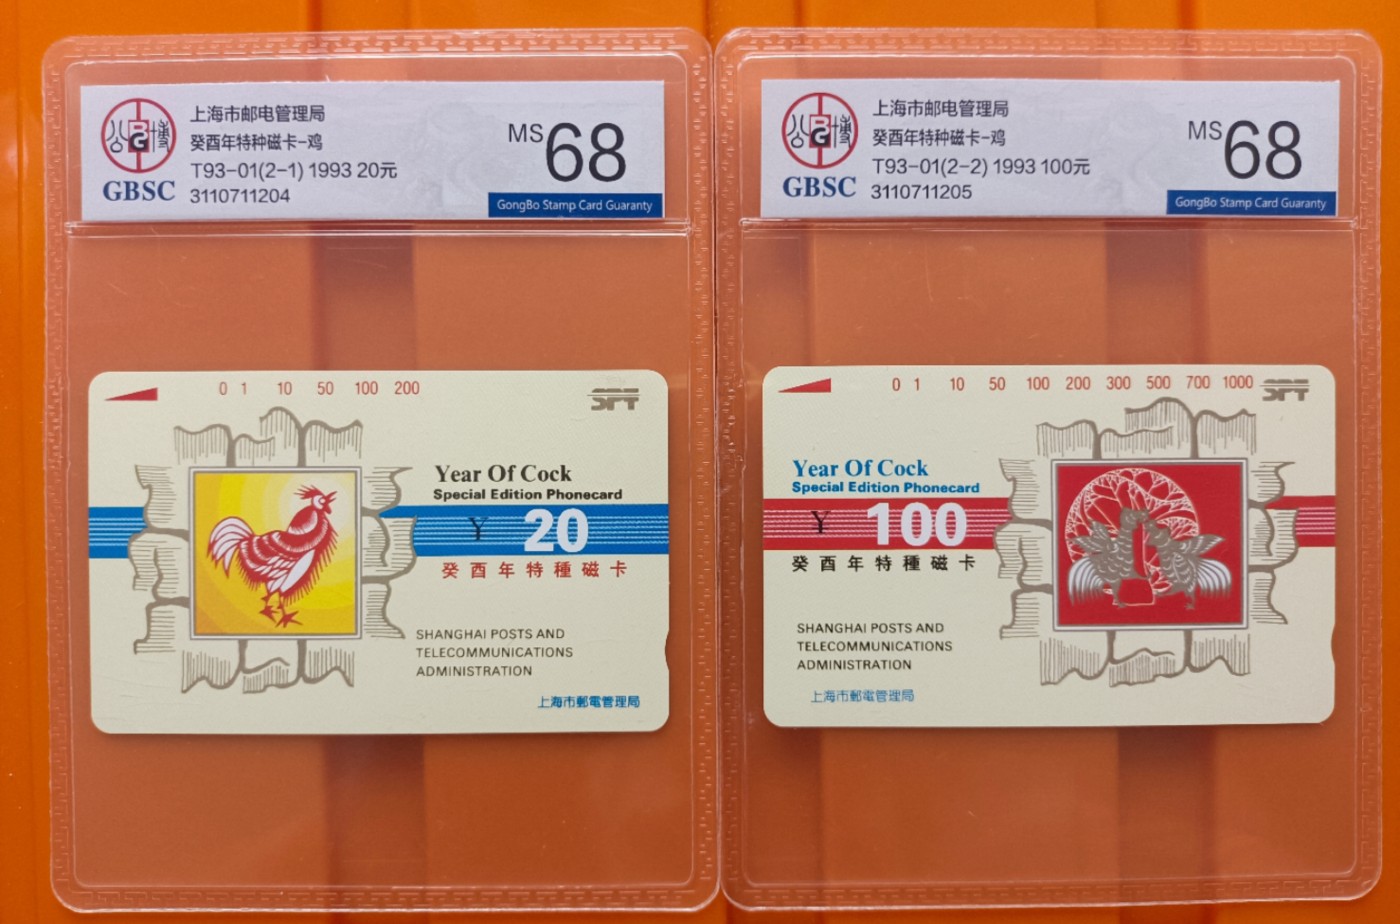 上海市邮电管理局
癸酉年特种磁卡-鸡
T93-01(2-1) 1993 20元
3110711204
GBSC
MS 68
GongBo Stamp Card Guaranty
0 1 10 50 100 200
SPT
Year Of Cock
Special Edition Phonecard
Y 20
癸酉年特種磁卡
SHANGHAI POSTS AND
TELECOMMUNICATIONS
ADMINISTRATION
上海市郵電管理局
上海市邮电管理局
癸酉年特种磁卡-鸡
T93-01(2-2) 1993 100元
3110711205
GBSC
MS 68
GongBo Stamp Card Guaranty
0 1 10 50 100 200 300 500 700 1000
SPT
Year Of Cock
Special Edition Phonecard
Y 100
癸酉年特種磁卡
SHANGHAI POSTS AND
TELECOMMUNICATIONS
ADMINISTRATION
上海市郵電管理局